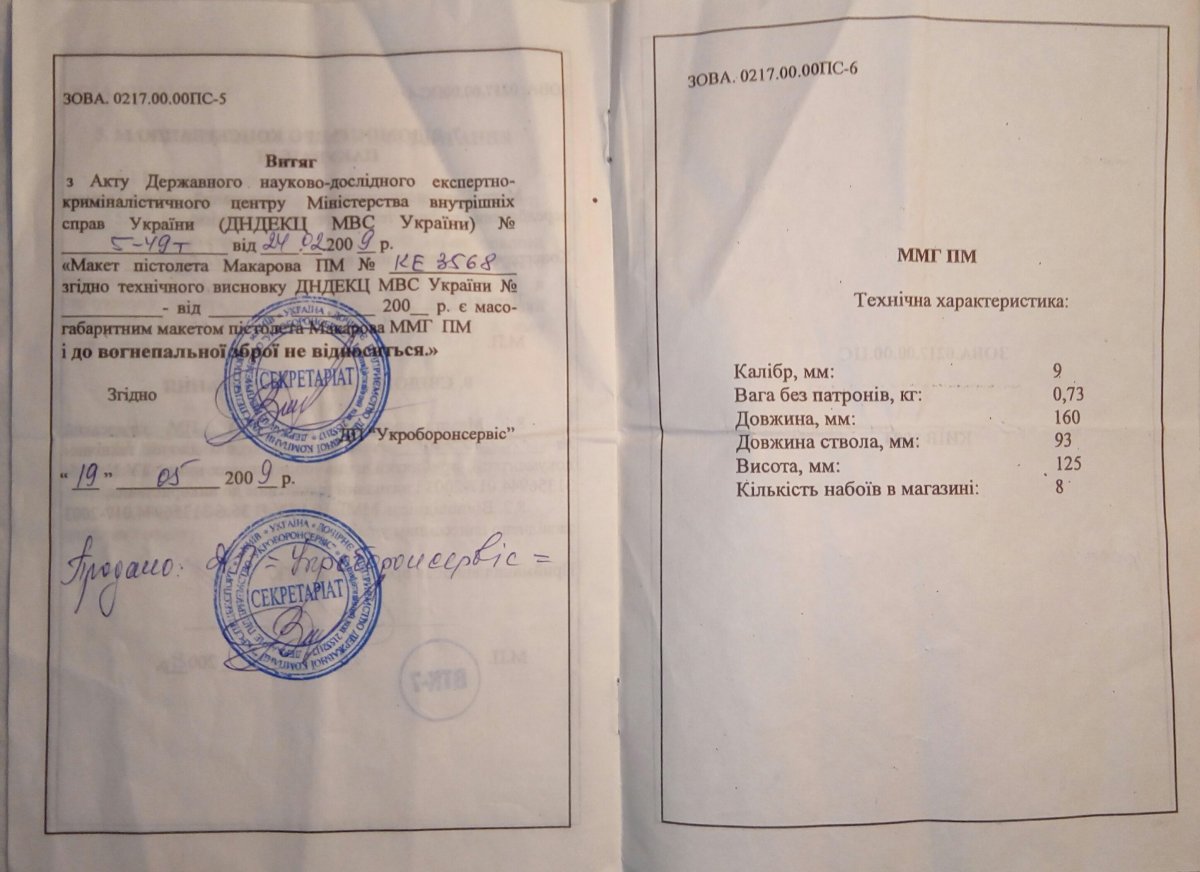 ЗОВА. 0217.00.00ПС-5
Витяг
з Акту Державного науково-дослідного експертно-
криміналістичного центру Міністерства внутрішніх
справ України (ДНДЕКЦ МВС України) №
5-49т від 24 02 2009 р.
«Макет пістолета Макарова ПМ № КЕ 3568
згідно технічного висновку ДНДЕКЦ МВС України №
- від 200__ р. є масо-
габаритним макетом пістолета Макарова ММГ ПМ
і до вогнепальної зброї не відноситься.»
СЕКРЕТАРІАТ
Згідно
ДП “Укроборонсервіс”
“ 19 ” 05 2009 р.
Продано: = Укроборонсервіс =
СЕКРЕТАРІАТ
ВТК-7
ЗОВА. 0217.00.00ПС-6
ММГ ПМ
Технічна характеристика:
Калібр, мм: 9
Вага без патронів, кг: 0,73
Довжина, мм: 160
Довжина ствола, мм: 93
Висота, мм: 125
Кількість набоїв в магазині: 8